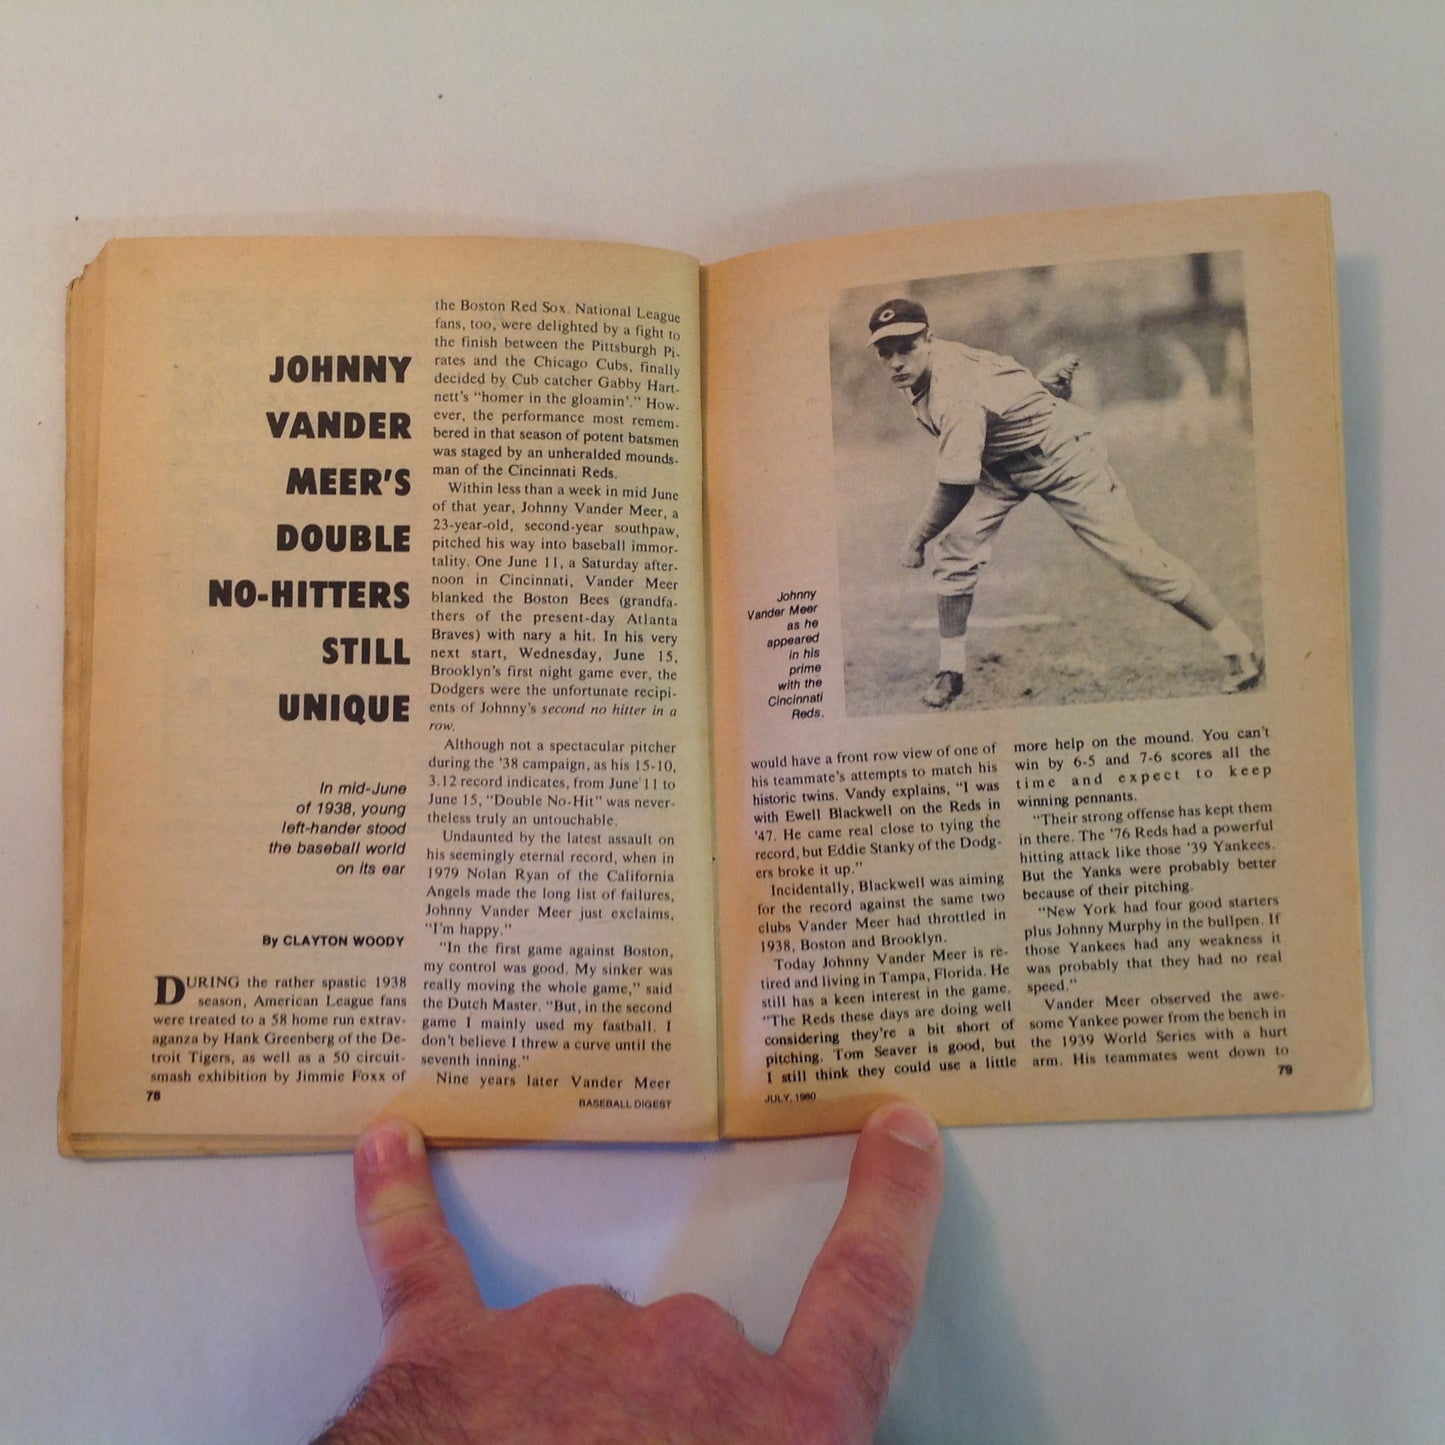 JOHNNY
VANDER
MEER'S
DOUBLE
NO-HITTERS
STILL
UNIQUE
In mid-June
of 1938, young
left-hander stood
the baseball world
on its ear
By CLAYTON WOODY
DURING the rather spastic 1938
season, American League fans
were treated to a 58 home run extrav-
aganza by Hank Greenberg of the De-
troit Tigers, as well as a 50 circuit-
smash exhibition by Jimmie Foxx of
78
the Boston Red Sox. National League
fans, too, were delighted by a fight to
the finish between the Pittsburgh Pi-
rates and the Chicago Cubs, finally
decided by Cub catcher Gabby Hart-
nett's "homer in the gloamin'." How-
ever, the performance most remem-
bered in that season of potent batsmen
was staged by an unheralded mounds-
man of the Cincinnati Reds.
Within less than a week in mid June
of that year, Johnny Vander Meer, a
23-year-old, second-year southpaw,
pitched his way into baseball immor-
tality. One June 11, a Saturday after-
noon in Cincinnati, Vander Meer
blanked the Boston Bees (grandfa-
thers of the present-day Atlanta
Braves) with nary a hit. In his very
next start, Wednesday, June 15,
Brooklyn's first night game ever, the
Dodgers were the unfortunate recipi-
ents of Johnny's second no hitter in a
row.
Although not a spectacular pitcher
during the '38 campaign, as his 15-10,
3.12 record indicates, from June 11 to
June 15, "Double No-Hit" was never-
theless truly an untouchable.
Undaunted by the latest assault on
his seemingly eternal record, when in
1979 Nolan Ryan of the California
Angels made the long list of failures,
Johnny Vander Meer just exclaims,
"I'm happy."
"In the first game against Boston,
my control was good. My sinker was
really moving the whole game," said
the Dutch Master. "But, in the second
game I mainly used my fastball. I
don't believe I threw a curve until the
seventh inning."
Nine years later Vander Meer
BASEBALL DIGEST
C
Johnny
Vander Meer
as he
appeared
in his
prime
with the
Cincinnati
Reds.
would have a front row view of one of
his teammate's attempts to match his
historic twins. Vandy explains, "I was
with Ewell Blackwell on the Reds in
'47. He came real close to tying the
record, but Eddie Stanky of the Dodg-
ers broke it up."
Incidentally, Blackwell was aiming
for the record against the same two
clubs Vander Meer had throttled in
1938, Boston and Brooklyn.
Today Johnny Vander Meer is re-
tired and living in Tampa, Florida. He
still has a keen interest in the game.
"The Reds these days are doing well
considering they're a bit short of
pitching. Tom Seaver is good, but
I still think they could use a little
JULY, 1980
more help on the mound. You can't
win by 6-5 and 7-6 scores all the
time and expect to keep
winning pennants.
"Their strong offense has kept them
in there. The '76 Reds had a powerful
hitting attack like those '39 Yankees.
But the Yanks were probably better
because of their pitching.
"New York had four good starters
plus Johnny Murphy in the bullpen. If
those Yankees had any weakness it
was probably that they had no real
speed."
Vander Meer observed the awe-
some Yankee power from the bench in
the 1939 World Series with a hurt
arm. His teammates went down to
79